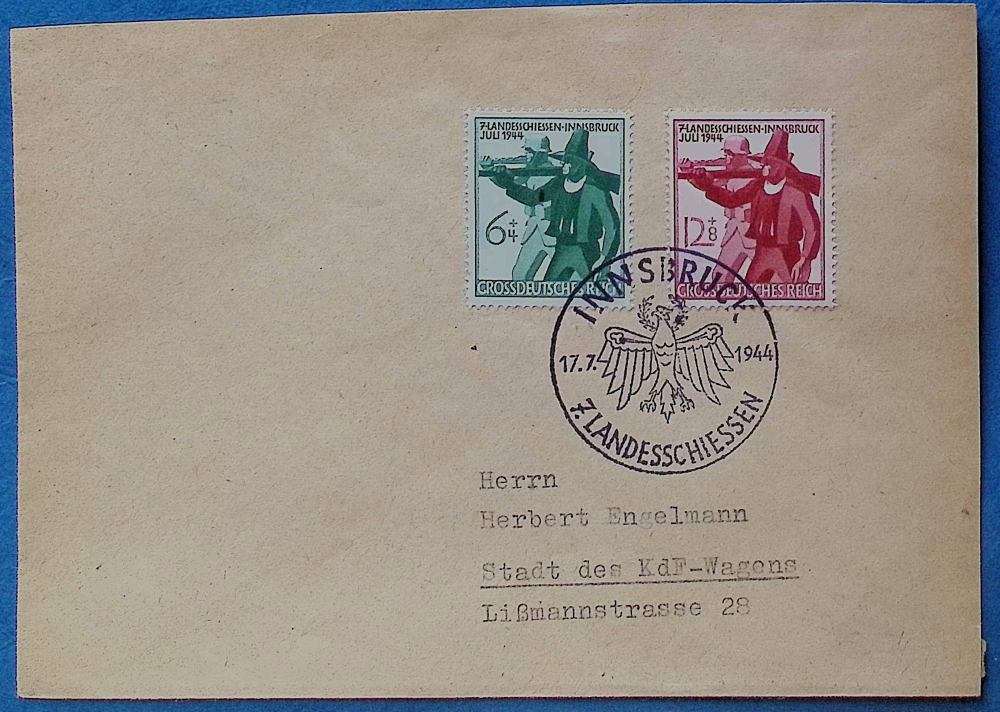 7·LANDESSCHIESSEN·INNSBRUCK
JULI 1944
6+4
GROSSDEUTSCHES REICH
7·LANDESSCHIESSEN·INNSBRUCK
JULI 1944
12+8
GROSSDEUTSCHES REICH
INNSBRUCK
17.7. 1944
7. LANDESSCHIESSEN
Herrn
Herbert Engelmann
Stadt des KdF-Wagens
Lißmannstrasse 28